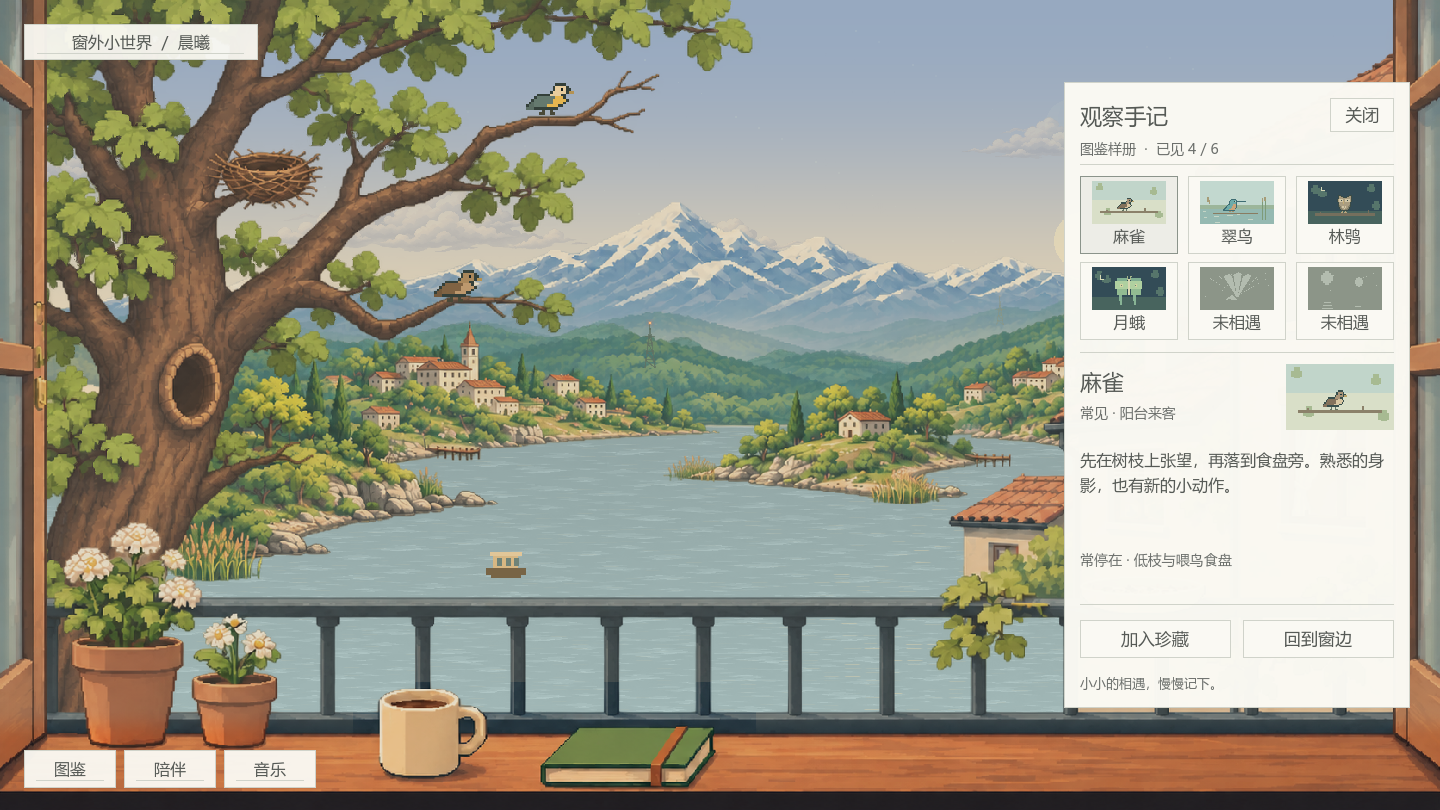 窗外小世界 / 晨曦
观察手记
关闭
图鉴样册 · 已见 4 / 6
麻雀
翠鸟
林鸮
月蛾
未相遇
未相遇
麻雀
常见 · 阳台来客
先在树枝上张望，再落到食盘旁。熟悉的身
影，也有新的小动作。
常停在 · 低枝与喂鸟食盘
加入珍藏
回到窗边
小小的相遇，慢慢记下。
图鉴
陪伴
音乐